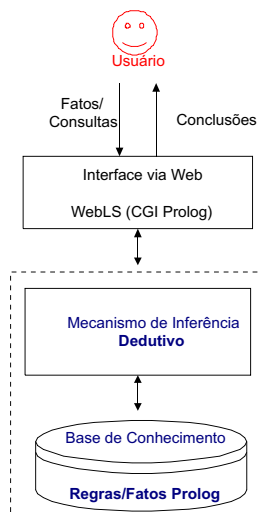 Usuário
Fatos/
Consultas
Conclusões
Interface via Web
WebLS (CGI Prolog)
Mecanismo de Inferência
Dedutivo
Base de Conhecimento
Regras/Fatos Prolog